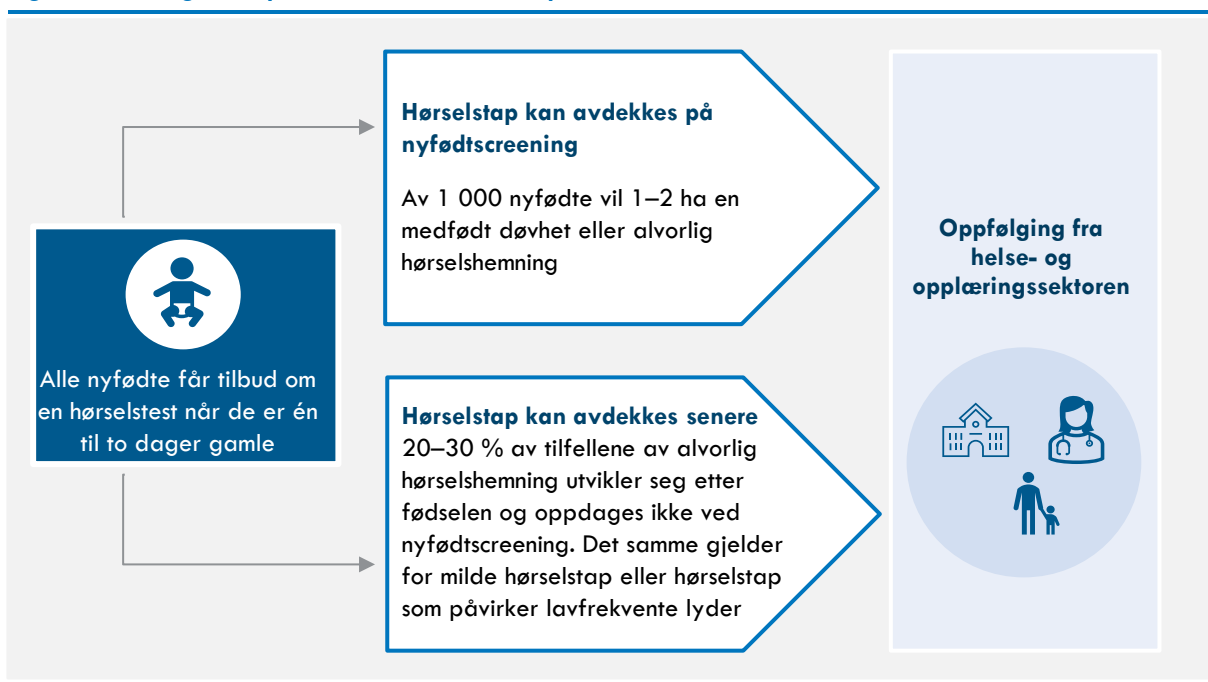 Alle nyfødte får tilbud om
en hørselstest når de er én
til to dager gamle
Hørselstap kan avdekkes på
nyfødtscreening
Av 1 000 nyfødte vil 1–2 ha en
medfødt døvhet eller alvorlig
hørselshemning
Hørselstap kan avdekkes senere
20–30 % av tilfellene av alvorlig
hørselshemning utvikler seg etter
fødselen og oppdages ikke ved
nyfødtscreening. Det samme gjelder
for milde hørselstap eller hørselstap
som påvirker lavfrekvente lyder
Oppfølging fra
helse- og
opplæringssektoren